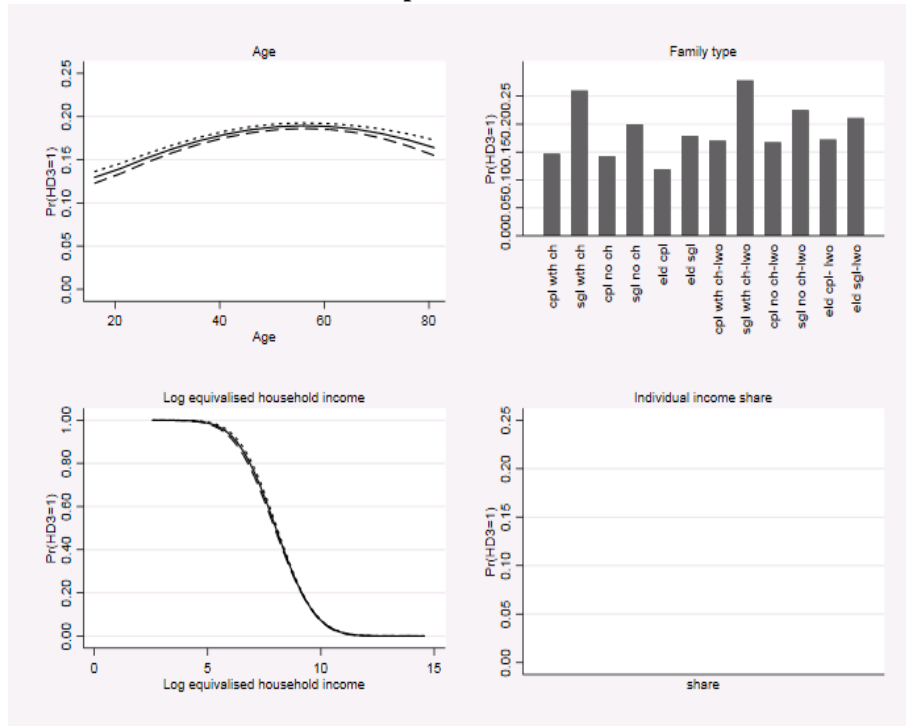 Age
Pr(HD3=1)
0.00 0.05 0.10 0.15 0.20 0.25
20 40 60 80
Age
Family type
Pr(HD3=1)
0.000.050.100.150.200.25
cpl wth ch
sgl wth ch
cpl no ch
sgl no ch
eld cpl
eld sgl
cpl wth ch-lwo
sgl wth ch-lwo
cpl no ch-lwo
sgl no ch-lwo
eld cpl- lwo
eld sgl-lwo
Log equivalised household income
Pr(HD3=1)
0.00 0.20 0.40 0.60 0.80 1.00
0 5 10 15
Log equivalised household income
Individual income share
Pr(HD3=1)
0.00 0.05 0.10 0.15 0.20 0.25
share